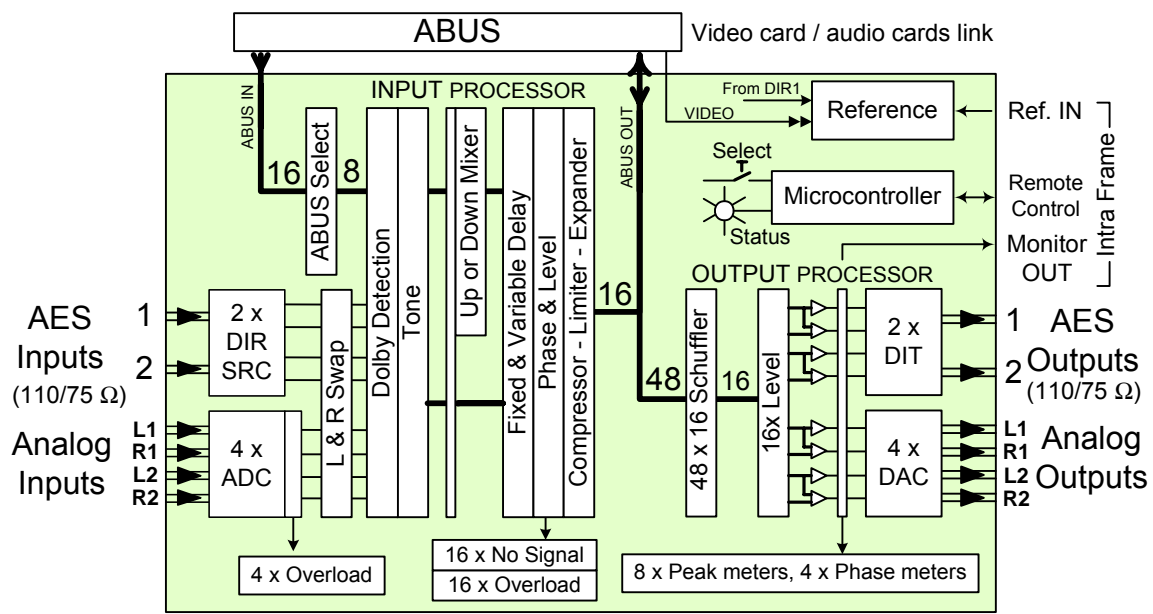 ABUS
Video card / audio cards link
ABUS IN
INPUT PROCESSOR
ABUS OUT
VIDEO
From DIR1
Reference
Ref. IN
16
ABUS Select
8
Select
Microcontroller
Status
Remote
Control
Monitor
OUT
Intra Frame
AES
Inputs
(110/75 Ω)
1
2
2 x
DIR
SRC
Analog
Inputs
L1
R1
L2
R2
4 x
ADC
L & R Swap
Dolby Detection
Tone
Up or Down Mixer
Fixed & Variable Delay
Phase & Level
Compressor - Limiter - Expander
16
48
OUTPUT PROCESSOR
48 x 16 Schuffler
16
16x Level
2 x
DIT
1
2
AES
Outputs
(110/75 Ω)
4 x
DAC
L1
R1
L2
R2
Analog
Outputs
4 x Overload
16 x No Signal
16 x Overload
8 x Peak meters, 4 x Phase meters